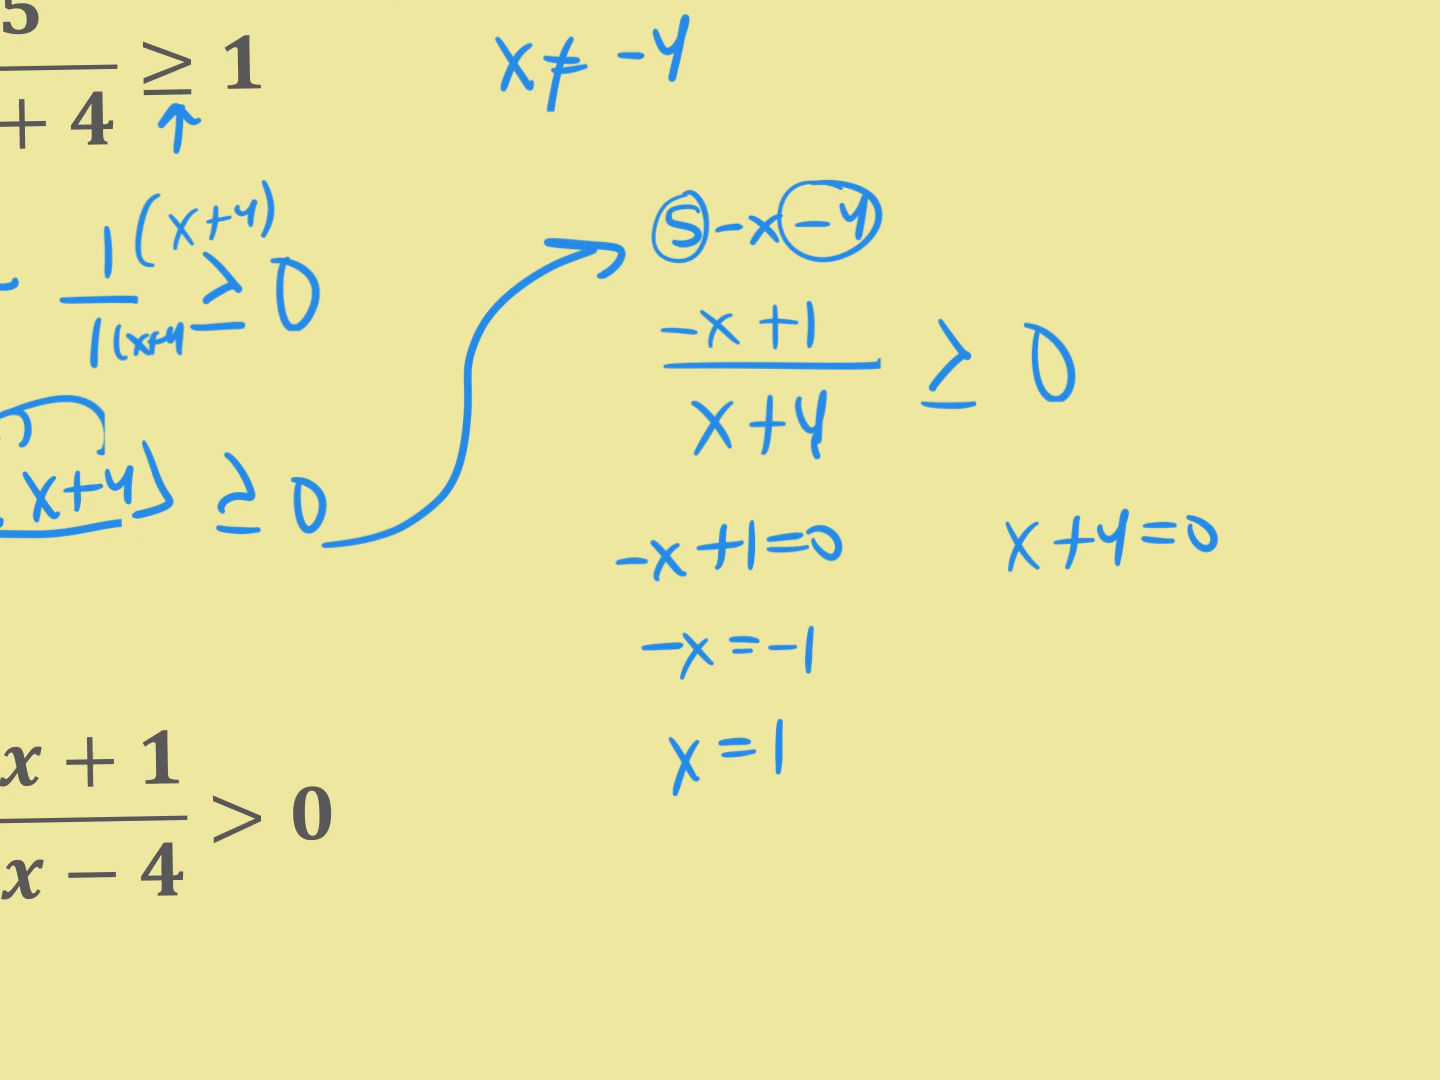 5
+ 4
≥ 1
x ≠ -4
- 1(x+4)
1(x+4
≥ 0
x+4) ≥ 0
5 - x - 4
-x + 1
x + 4
≥ 0
-x + 1 = 0
-x = -1
x = 1
x + 4 = 0
x + 1
x − 4
> 0